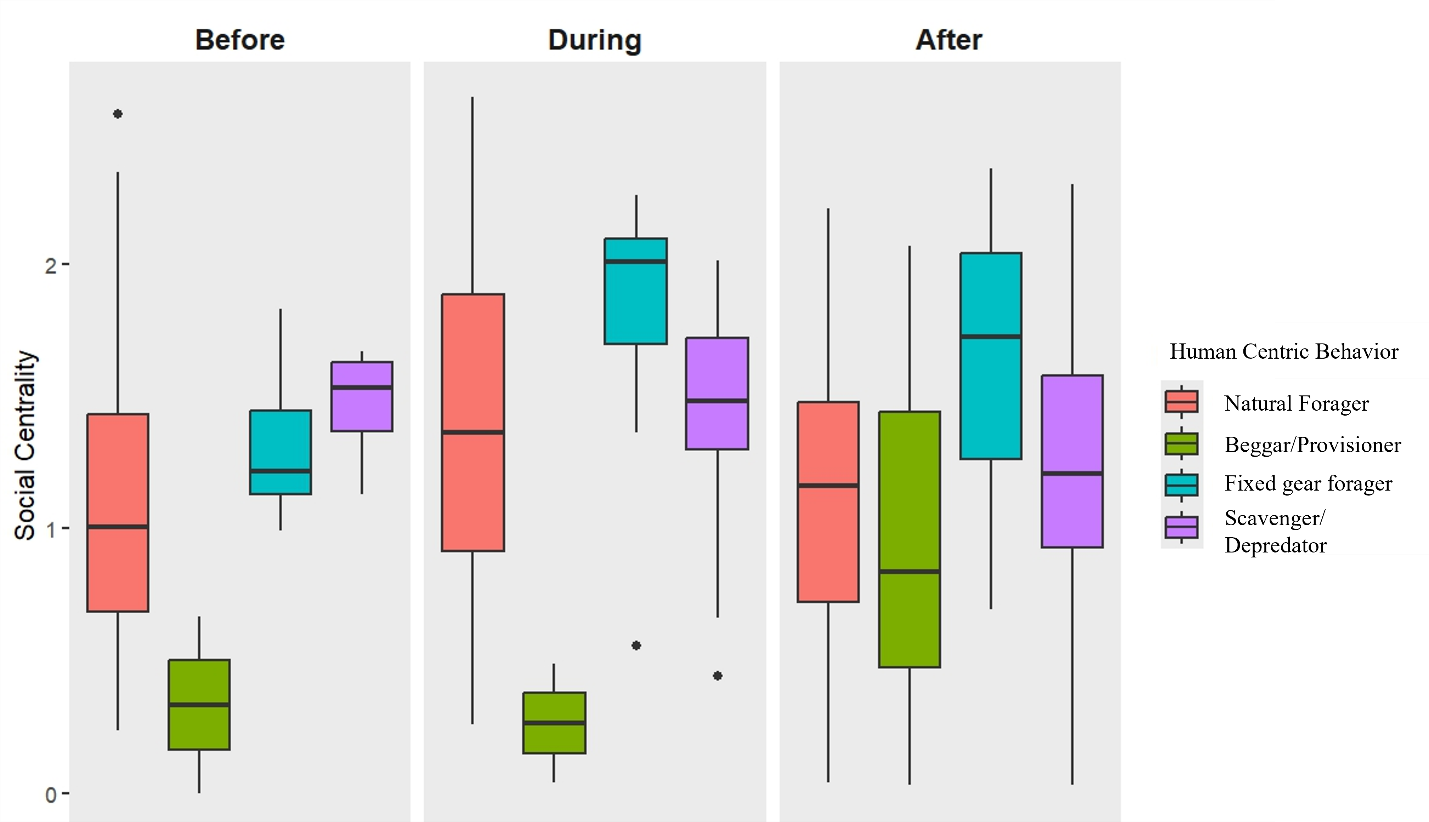 Before
During
After
Social Centrality
2
1
0
Human Centric Behavior
Natural Forager
Beggar/Provisioner
Fixed gear forager
Scavenger/
Depredator